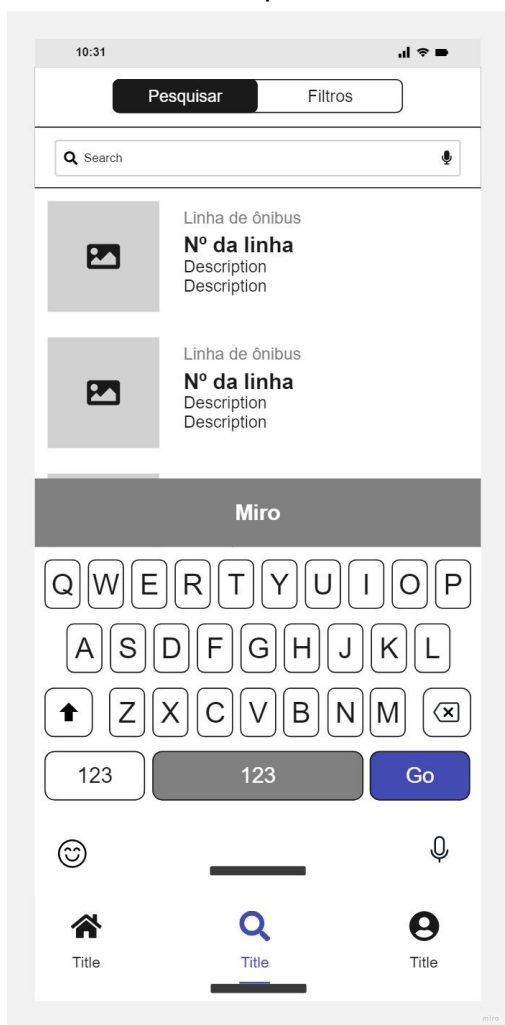 10:31
Pesquisar Filtros
Search
Linha de ônibus
Nº da linha
Description
Description
Linha de ônibus
Nº da linha
Description
Description
Miro
Q W E R T Y U I O P
A S D F G H J K L
Z X C V B N M
123 123 Go
Title Title Title
miro